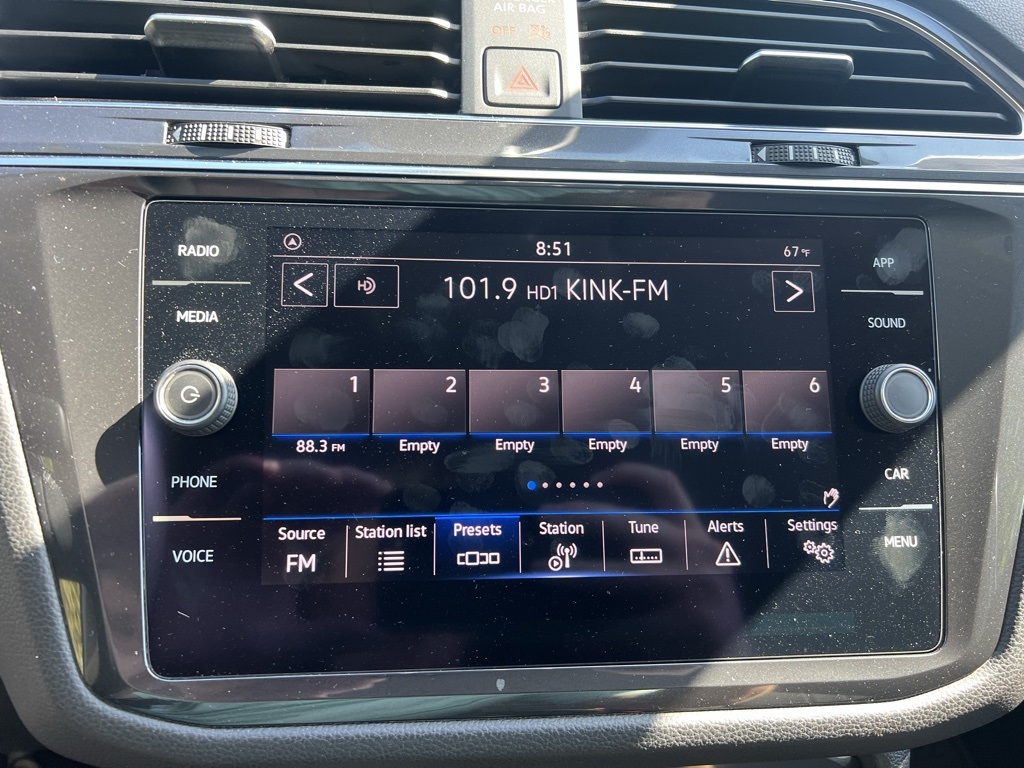 AIR BAG
OFF
RADIO
MEDIA
PHONE
VOICE
8:51
67°F
HD
101.9 HD1 KINK-FM
1 2 3 4 5 6
88.3 FM Empty Empty Empty Empty Empty
Source Station list Presets Station Tune Alerts Settings
FM
APP
SOUND
CAR
MENU